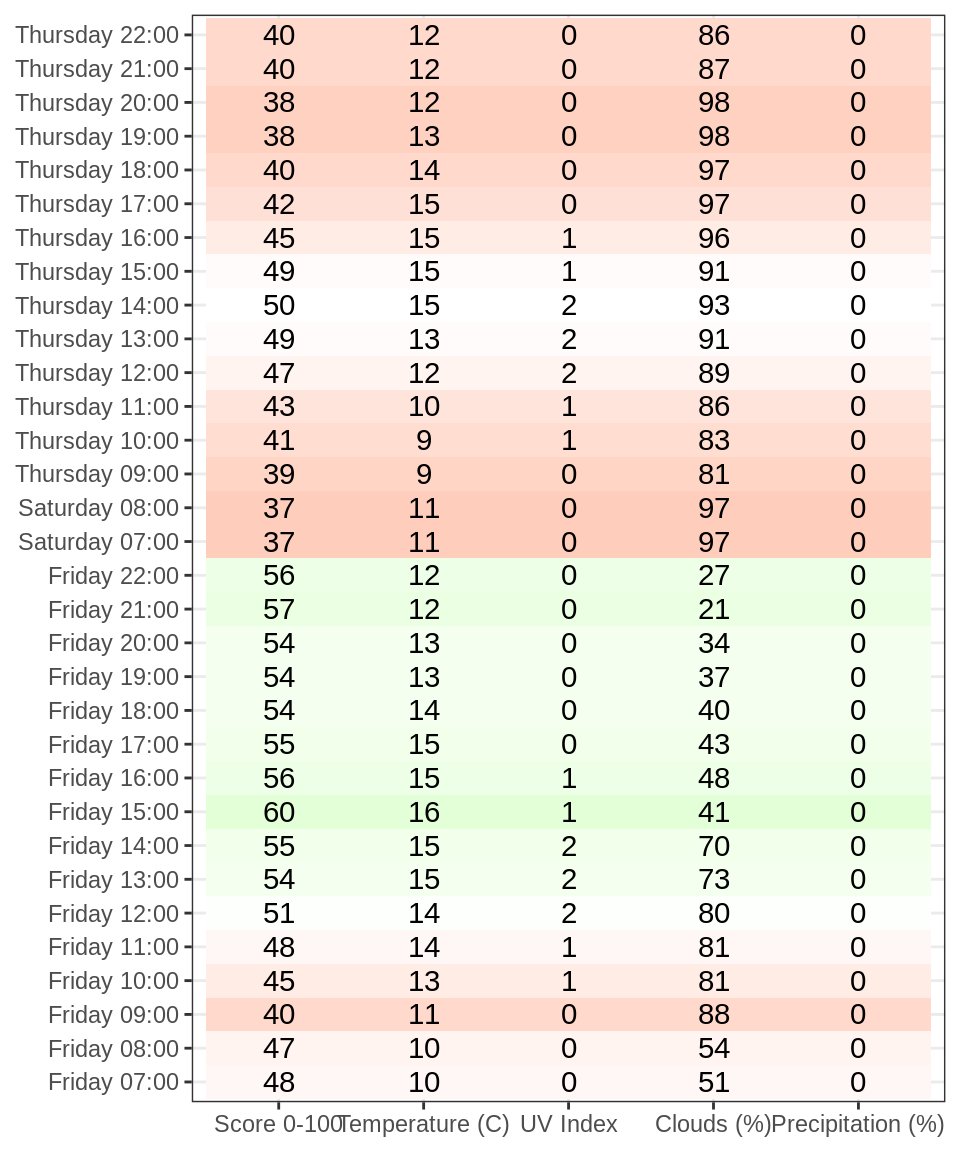 Thursday 22:00 40 12 0 86 0
Thursday 21:00 40 12 0 87 0
Thursday 20:00 38 12 0 98 0
Thursday 19:00 38 13 0 98 0
Thursday 18:00 40 14 0 97 0
Thursday 17:00 42 15 0 97 0
Thursday 16:00 45 15 1 96 0
Thursday 15:00 49 15 1 91 0
Thursday 14:00 50 15 2 93 0
Thursday 13:00 49 13 2 91 0
Thursday 12:00 47 12 2 89 0
Thursday 11:00 43 10 1 86 0
Thursday 10:00 41 9 1 83 0
Thursday 09:00 39 9 0 81 0
Saturday 08:00 37 11 0 97 0
Saturday 07:00 37 11 0 97 0
Friday 22:00 56 12 0 27 0
Friday 21:00 57 12 0 21 0
Friday 20:00 54 13 0 34 0
Friday 19:00 54 13 0 37 0
Friday 18:00 54 14 0 40 0
Friday 17:00 55 15 0 43 0
Friday 16:00 56 15 1 48 0
Friday 15:00 60 16 1 41 0
Friday 14:00 55 15 2 70 0
Friday 13:00 54 15 2 73 0
Friday 12:00 51 14 2 80 0
Friday 11:00 48 14 1 81 0
Friday 10:00 45 13 1 81 0
Friday 09:00 40 11 0 88 0
Friday 08:00 47 10 0 54 0
Friday 07:00 48 10 0 51 0
Score 0-100 Temperature (C) UV Index Clouds (%) Precipitation (%)